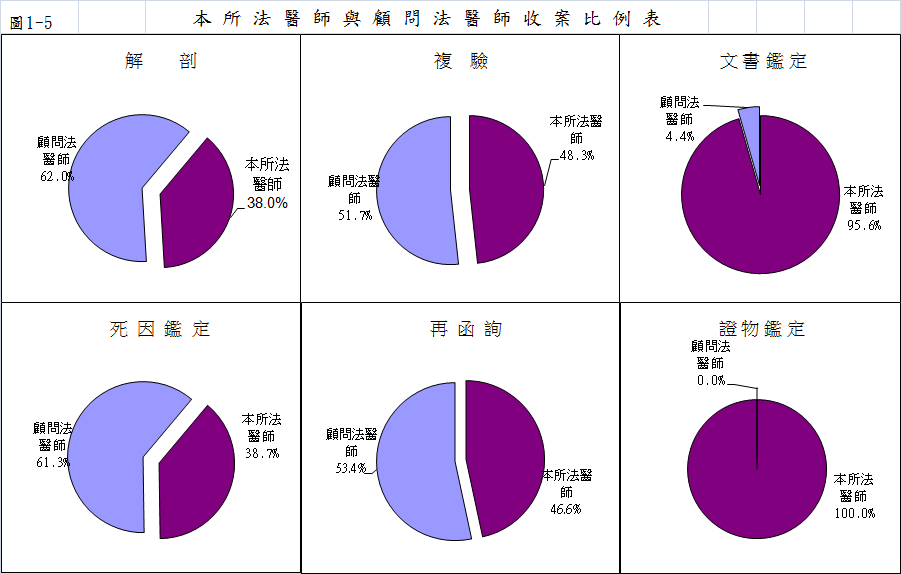 圖1-5
本所法醫師與顧問法醫師收案比例表
解剖
顧問法
醫師
62.0%
本所法
醫師
38.0%
複驗
顧問法醫
師
51.7%
本所法醫
師
48.3%
文書鑑定
顧問法
醫師
4.4%
本所法
醫師
95.6%
死因鑑定
顧問法
醫師
61.3%
本所法
醫師
38.7%
再函詢
顧問法醫
師
53.4%
本所法醫
師
46.6%
證物鑑定
顧問法
醫師
0.0%
本所法
醫師
100.0%